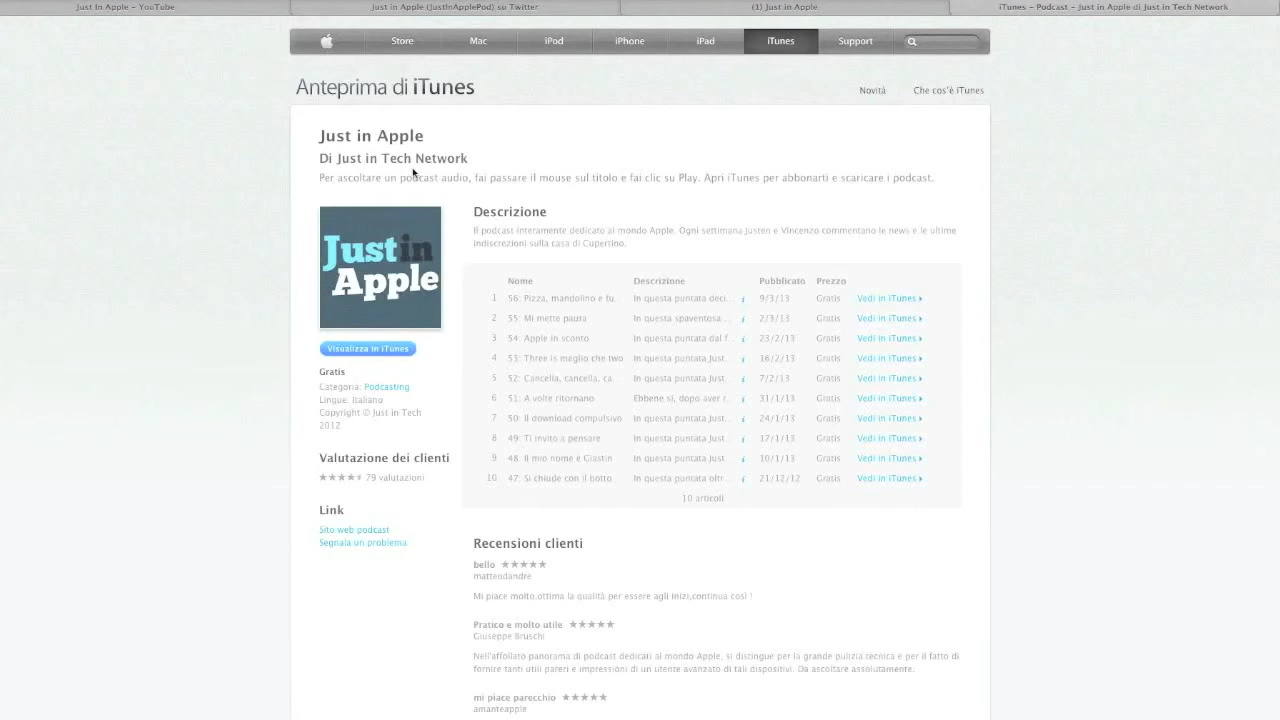 Just In Apple - YouTube
Just in Apple (JustInApplePod) su Twitter
(1) Just in Apple
iTunes - Podcast - Just in Apple di Just in Tech Network
Store Mac iPod iPhone iPad iTunes Support
Anteprima di iTunes
Novità Che cos'è iTunes
Just in Apple
Di Just in Tech Network
Per ascoltare un podcast audio, fai passare il mouse sul titolo e fai clic su Play. Apri iTunes per abbonarti e scaricare i podcast.
Just in
Apple
Visualizza in iTunes
Gratis
Categoria: Podcasting
Lingue: Italiano
Copyright © Just in Tech
2012
Valutazione dei clienti
79 valutazioni
Link
Sito web podcast
Segnala un problema
Descrizione
Il podcast interamente dedicato al mondo Apple. Ogni settimana Justen e Vincenzo commentano le news e le ultime
indiscrezioni sulla casa di Cupertino.
Nome Descrizione Pubblicato Prezzo
1 56: Pizza, mandolino e tu... In questa puntata deci... i 9/3/13 Gratis Vedi in iTunes
2 55: Mi metto paura In questa spaventosa ... i 2/3/13 Gratis Vedi in iTunes
3 54: Apple in sconto In questa puntata dal f... i 23/2/13 Gratis Vedi in iTunes
4 53: Three is meglio che two In questa puntata Just... i 16/2/13 Gratis Vedi in iTunes
5 52: Cancella, cancella, ca... In questa puntata Just... i 7/2/13 Gratis Vedi in iTunes
6 51: A volte ritornano Ebbene sì, dopo aver r... i 31/1/13 Gratis Vedi in iTunes
7 50: Il download compulsivo In questa puntata Just... i 24/1/13 Gratis Vedi in iTunes
8 49: Ti invito a pensare In questa puntata Just... i 17/1/13 Gratis Vedi in iTunes
9 48: Il mio nome è Giastin In questa puntata Just... i 10/1/13 Gratis Vedi in iTunes
10 47: Si chiude con il botto In questa puntata oltr... i 21/12/12 Gratis Vedi in iTunes
10 articoli
Recensioni clienti
bello ★★★★★
matteodandre
Mi piace molto,ottima la qualità per essere agli inizi,continua così !
Pratico e molto utile ★★★★★
Giuseppe Bruschi
Nell'affollato panorama di podcast dedicati al mondo Apple, si distingue per la grande pulizia tecnica e per il fatto di
fornire tanti utili pareri e impressioni di un utente avanzato di tali dispositivi. Da ascoltare assolutamente.
mi piace parecchio ★★★★★
amanteapple